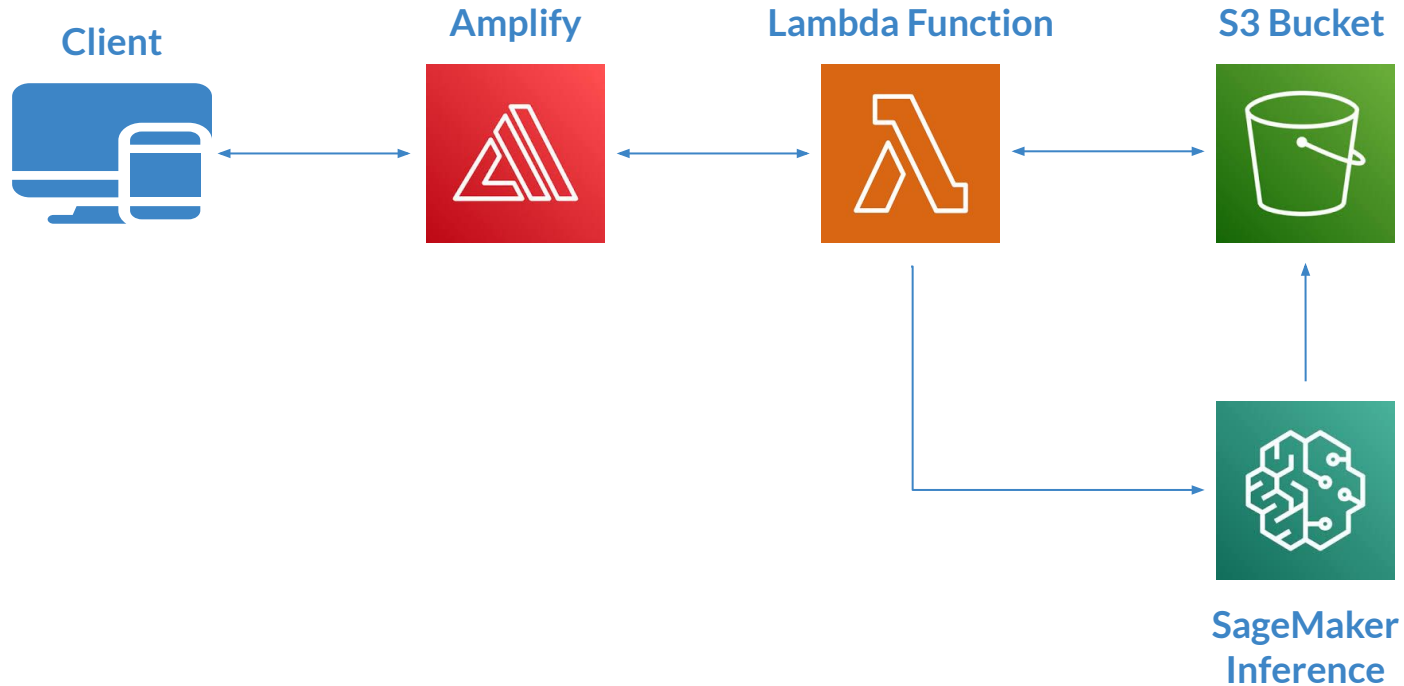 Client
Amplify
Lambda Function
S3 Bucket
SageMaker
Inference